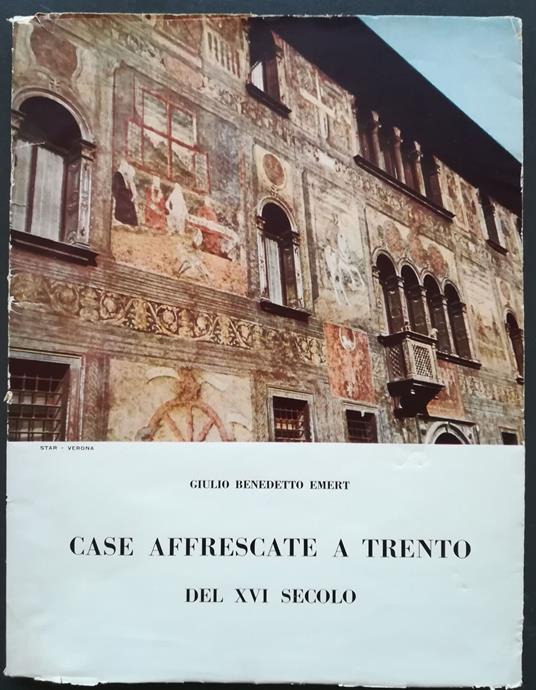 STAR - VERONA
GIULIO BENEDETTO EMERT
CASE AFFRESCATE A TRENTO
DEL XVI SECOLO